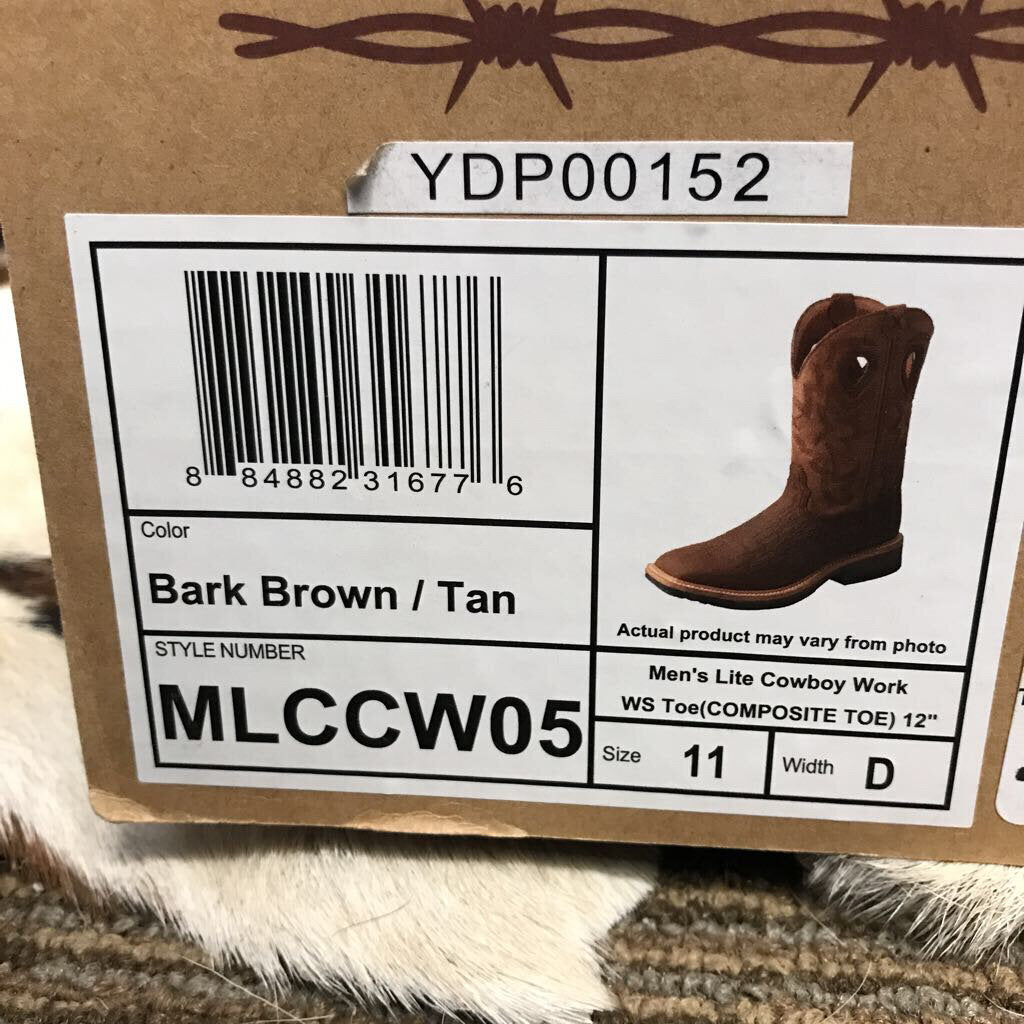 YDP00152
8 84882 31677 6
Color
Bark Brown / Tan
STYLE NUMBER
MLCCW05
Actual product may vary from photo
Men's Lite Cowboy Work
WS Toe(COMPOSITE TOE) 12"
Size 11
Width D